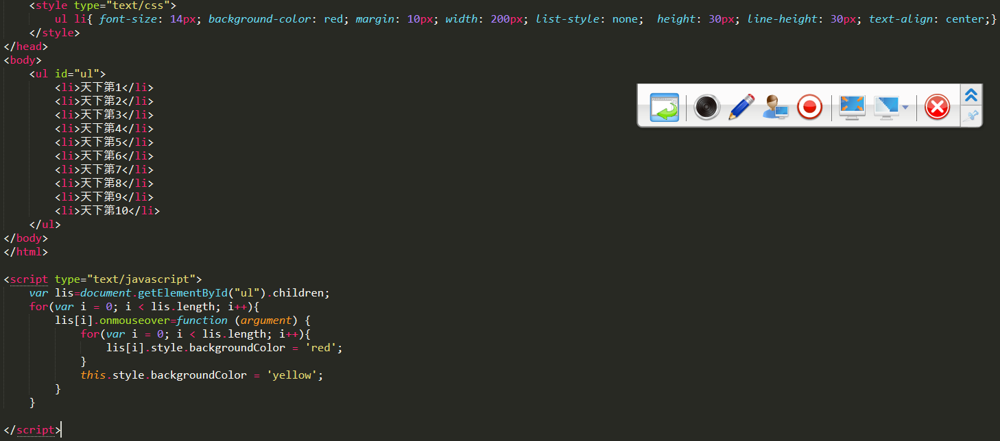 <style type="text/css">
ul li{ font-size: 14px; background-color: red; margin: 10px; width: 200px; list-style: none;  height: 30px; line-height: 30px; text-align: center;}
</style>
</head>
<body>
<ul id="ul">
<li>天下第1</li>
<li>天下第2</li>
<li>天下第3</li>
<li>天下第4</li>
<li>天下第5</li>
<li>天下第6</li>
<li>天下第7</li>
<li>天下第8</li>
<li>天下第9</li>
<li>天下第10</li>
</ul>
</body>
</html>
<script type="text/javascript">
var lis=document.getElementById("ul").children;
for(var i = 0; i < lis.length; i++){
lis[i].onmouseover=function (argument) {
for(var i = 0; i < lis.length; i++){
lis[i].style.backgroundColor = 'red';
}
this.style.backgroundColor = 'yellow';
}
}
</script>